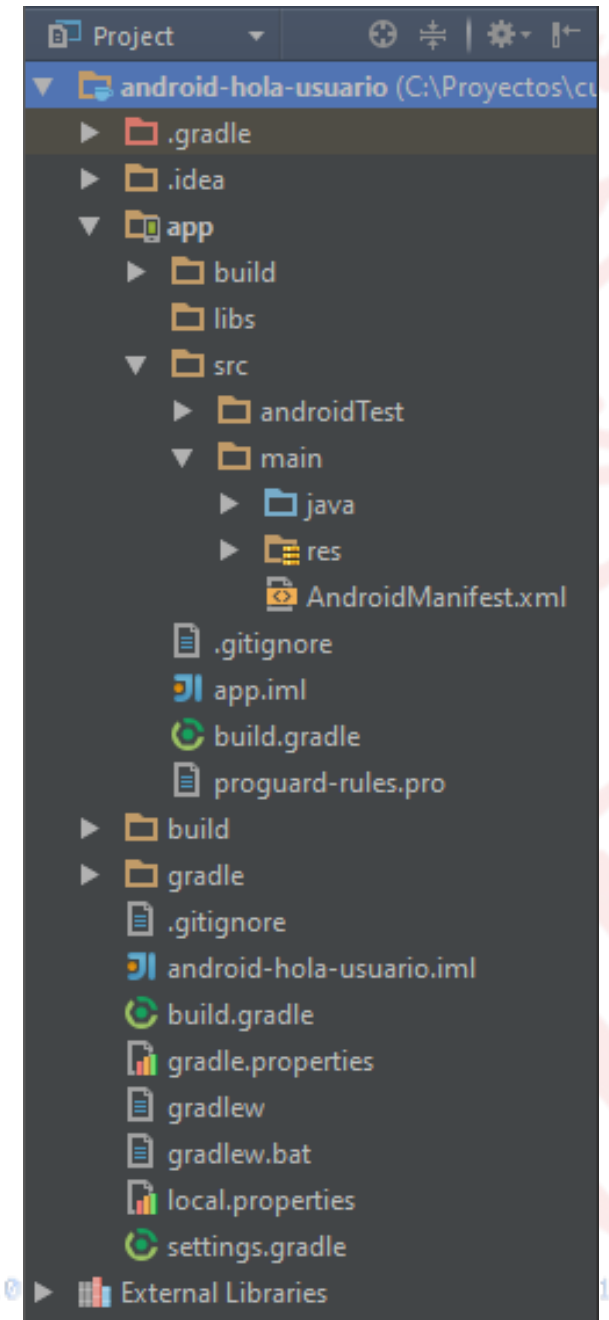 Project
android-hola-usuario (C:\Proyectos\cu
.gradle
.idea
app
build
libs
src
androidTest
main
java
res
AndroidManifest.xml
.gitignore
app.iml
build.gradle
proguard-rules.pro
build
gradle
.gitignore
android-hola-usuario.iml
build.gradle
gradle.properties
gradlew
gradlew.bat
local.properties
settings.gradle
External Libraries